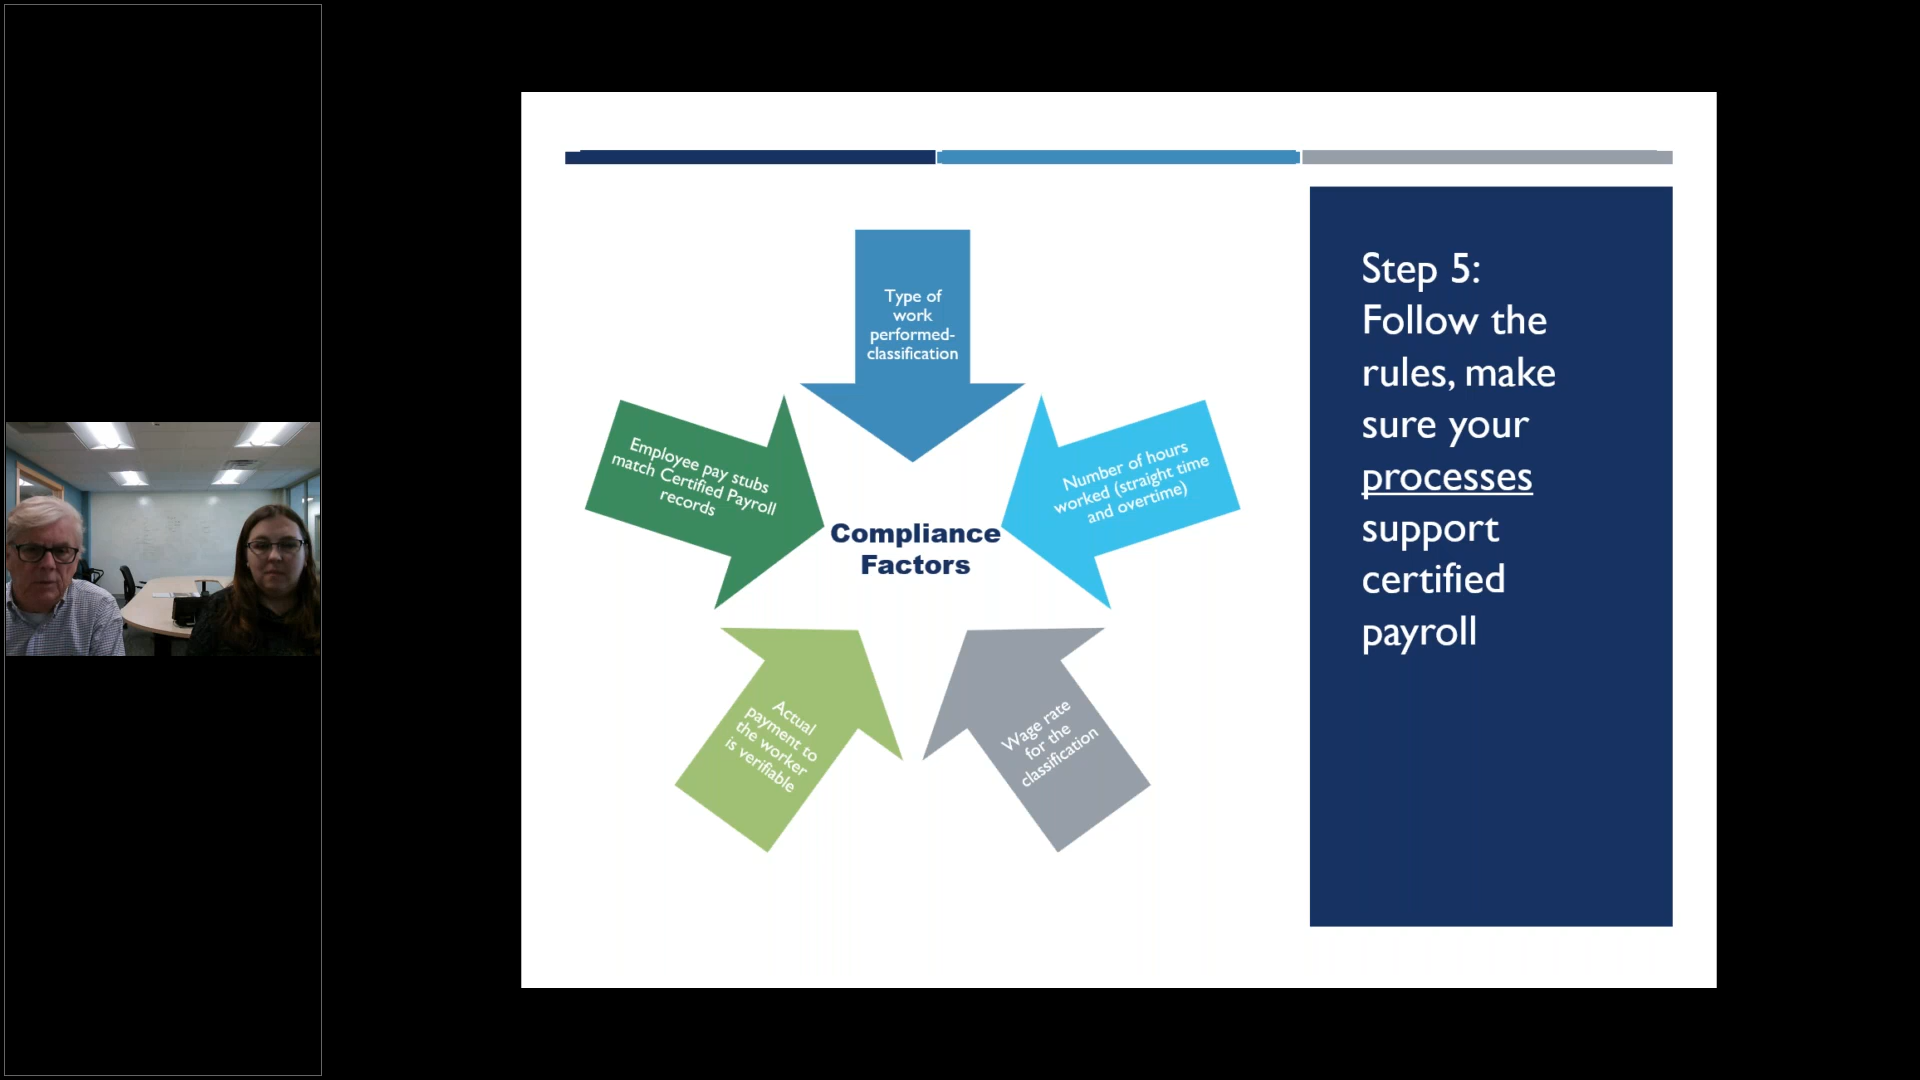 Type of
work
performed-
classification
Employee pay stubs
match Certified Payroll
records
Number of hours
worked (straight time
and overtime)
Compliance
Factors
Actual
payment to
the worker
is verifiable
Wage rate
for the
classification
Step 5:
Follow the
rules, make
sure your
processes
support
certified
payroll